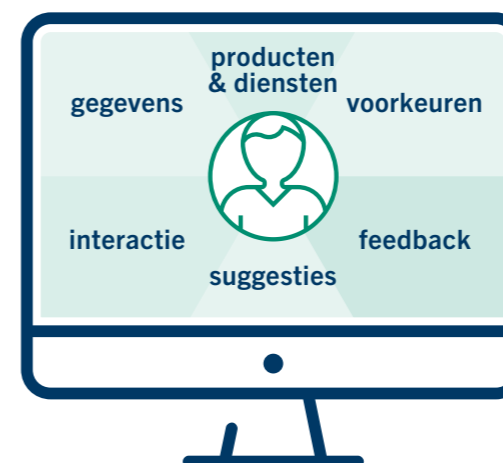 producten
& diensten
gegevens
voorkeuren
interactie
feedback
suggesties